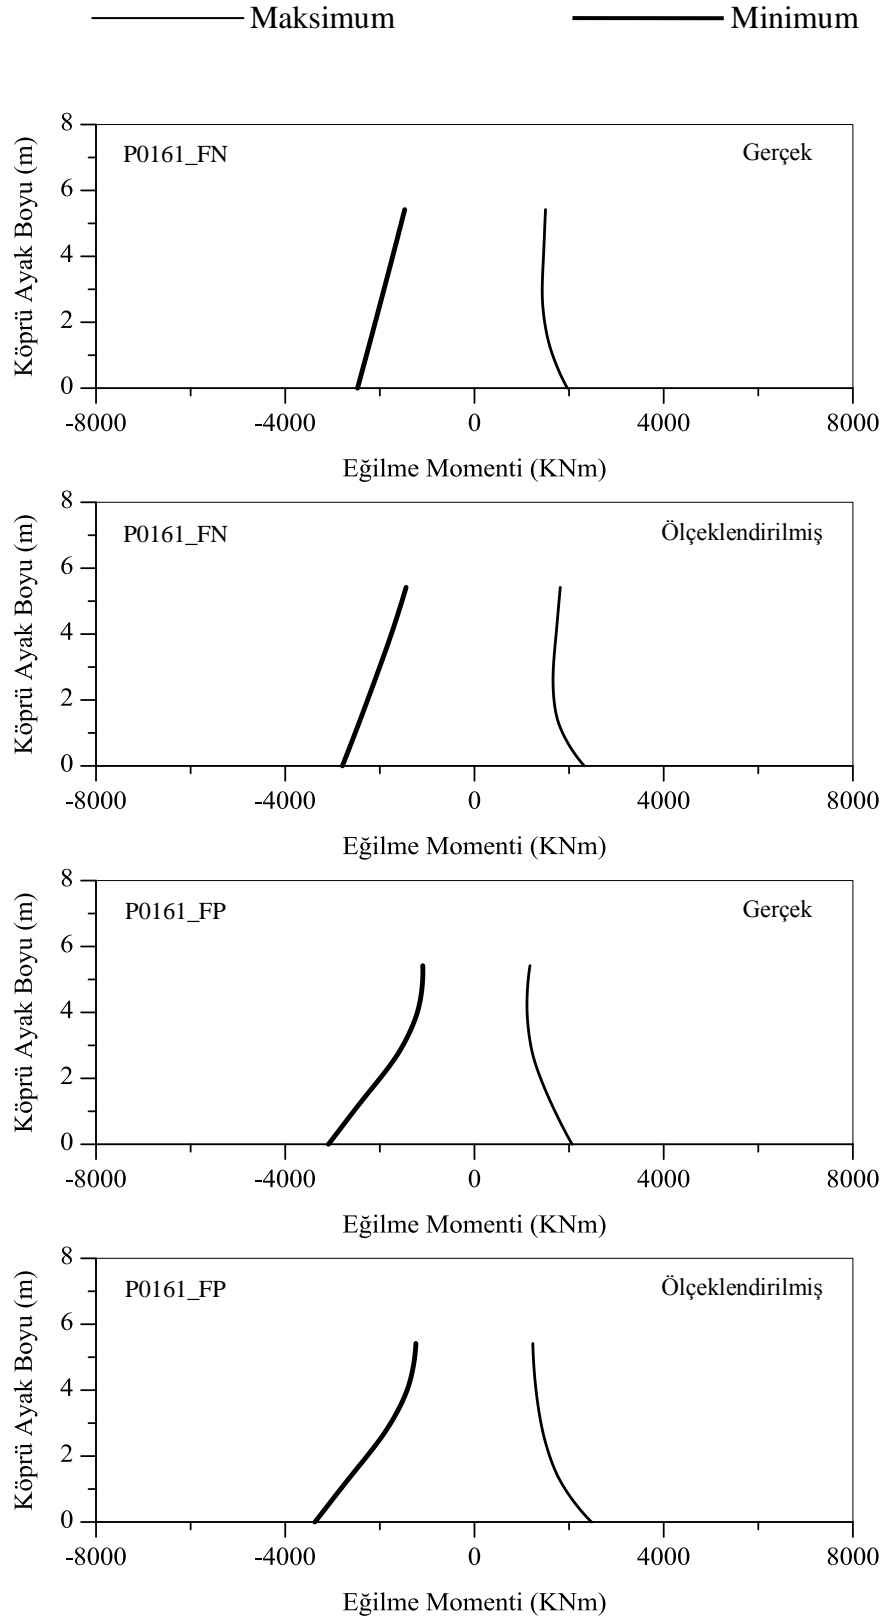 Maksimum Minimum
8
P0161_FN Gerçek
6
4
2
0
Köprü Ayak Boyu (m)
-8000 -4000 0 4000 8000
Eğilme Momenti (KNm)
8
P0161_FN Ölçeklendirilmiş
6
4
2
0
Köprü Ayak Boyu (m)
-8000 -4000 0 4000 8000
Eğilme Momenti (KNm)
8
P0161_FP Gerçek
6
4
2
0
Köprü Ayak Boyu (m)
-8000 -4000 0 4000 8000
Eğilme Momenti (KNm)
8
P0161_FP Ölçeklendirilmiş
6
4
2
0
Köprü Ayak Boyu (m)
-8000 -4000 0 4000 8000
Eğilme Momenti (KNm)